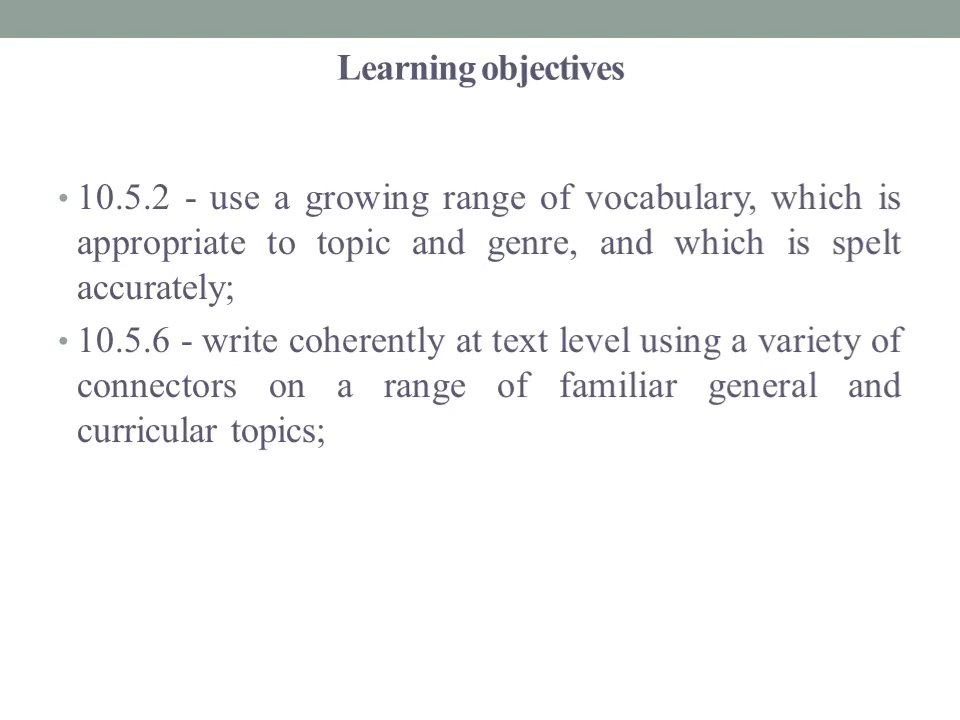 Learning objectives
• 10.5.2 - use a growing range of vocabulary, which is
appropriate to topic and genre, and which is spelt
accurately;
• 10.5.6 - write coherently at text level using a variety of
connectors on a range of familiar general and
curricular topics;